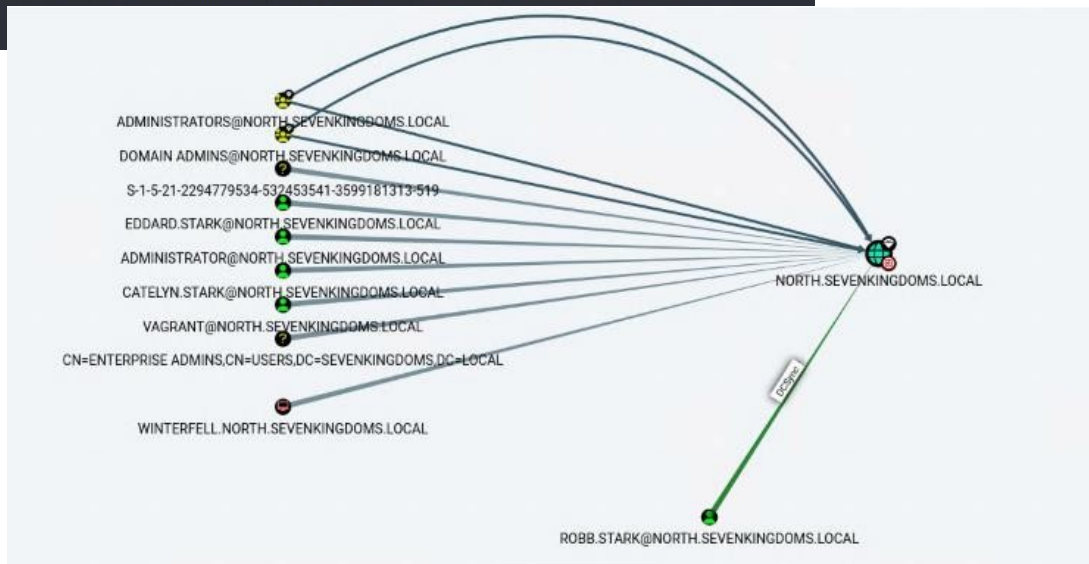 ADMINISTRATORS@NORTH.SEVENKINGDOMS.LOCAL
DOMAIN ADMINS@NORTH.SEVENKINGDOMS.LOCAL
S-1-5-21-2294779534-532453541-3599181313-519
EDDARD.STARK@NORTH.SEVENKINGDOMS.LOCAL
ADMINISTRATOR@NORTH.SEVENKINGDOMS.LOCAL
NORTH.SEVENKINGDOMS.LOCAL
CATELYN.STARK@NORTH.SEVENKINGDOMS.LOCAL
VAGRANT@NORTH.SEVENKINGDOMS.LOCAL
CN=ENTERPRISE ADMINS,CN=USERS,DC=SEVENKINGDOMS,DC=LOCAL
DCSync
WINTERFELL.NORTH.SEVENKINGDOMS.LOCAL
ROBB.STARK@NORTH.SEVENKINGDOMS.LOCAL